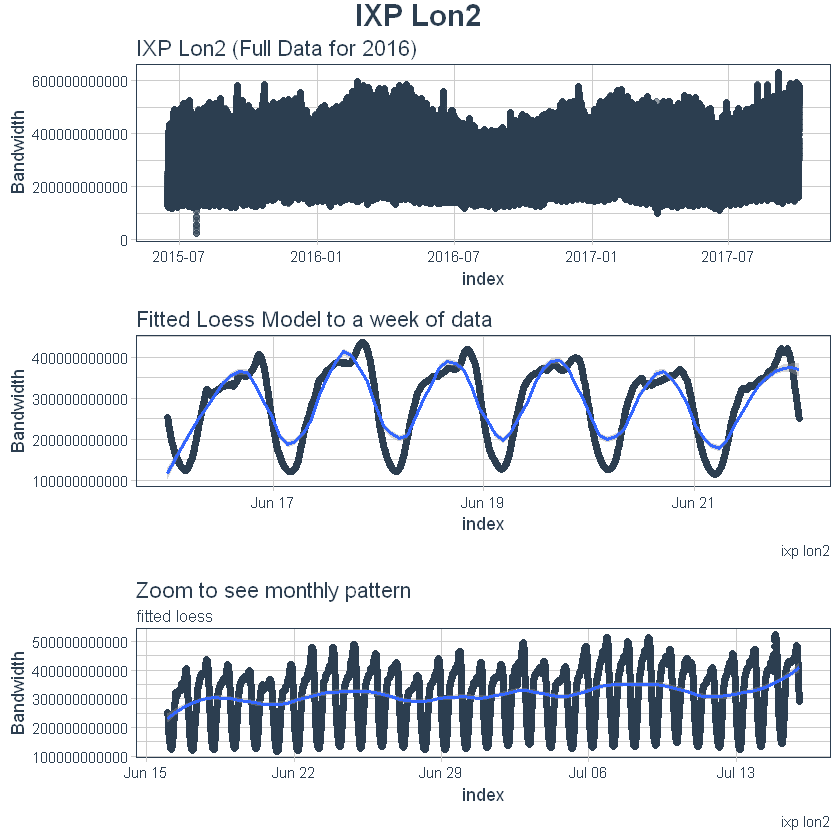 IXP Lon2
IXP Lon2 (Full Data for 2016)
Bandwidth
600000000000
400000000000
200000000000
0
2015-07 2016-01 2016-07 2017-01 2017-07
index
Fitted Loess Model to a week of data
Bandwidth
400000000000
300000000000
200000000000
100000000000
Jun 17 Jun 19 Jun 21
index
ixp lon2
Zoom to see monthly pattern
fitted loess
Bandwidth
500000000000
400000000000
300000000000
200000000000
100000000000
Jun 15 Jun 22 Jun 29 Jul 06 Jul 13
index
ixp lon2